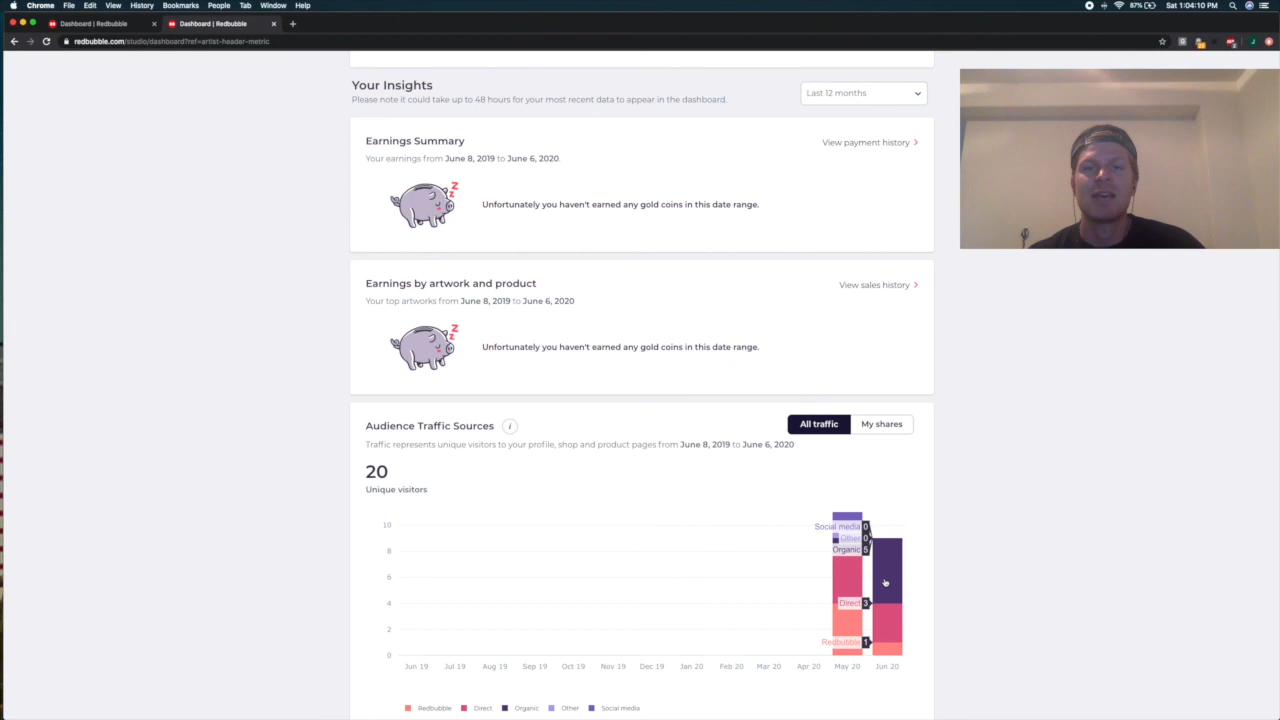 Chrome File Edit View History Bookmarks People Tab Window Help
87% Sat 1:04:10 PM
Dashboard | Redbubble
Dashboard | Redbubble
redbubble.com/studio/dashboard?ref=artist-header-metric
Your Insights
Please note it could take up to 48 hours for your most recent data to appear in the dashboard.
Last 12 months
Earnings Summary
View payment history
Your earnings from June 8, 2019 to June 6, 2020.
Z
z
Unfortunately you haven't earned any gold coins in this date range.
Earnings by artwork and product
View sales history
Your top artworks from June 8, 2019 to June 6, 2020
Z
z
Unfortunately you haven't earned any gold coins in this date range.
Audience Traffic Sources i
All traffic My shares
Traffic represents unique visitors to your profile, shop and product pages from June 8, 2019 to June 6, 2020
20
Unique visitors
10
Social media 0
Other 0
8
Organic 5
6
4
Direct 3
2
Redbubble 1
0
Jun 19 Jul 19 Aug 19 Sep 19 Oct 19 Nov 19 Dec 19 Jan 20 Feb 20 Mar 20 Apr 20 May 20 Jun 20
Redbubble Direct Organic Other Social media